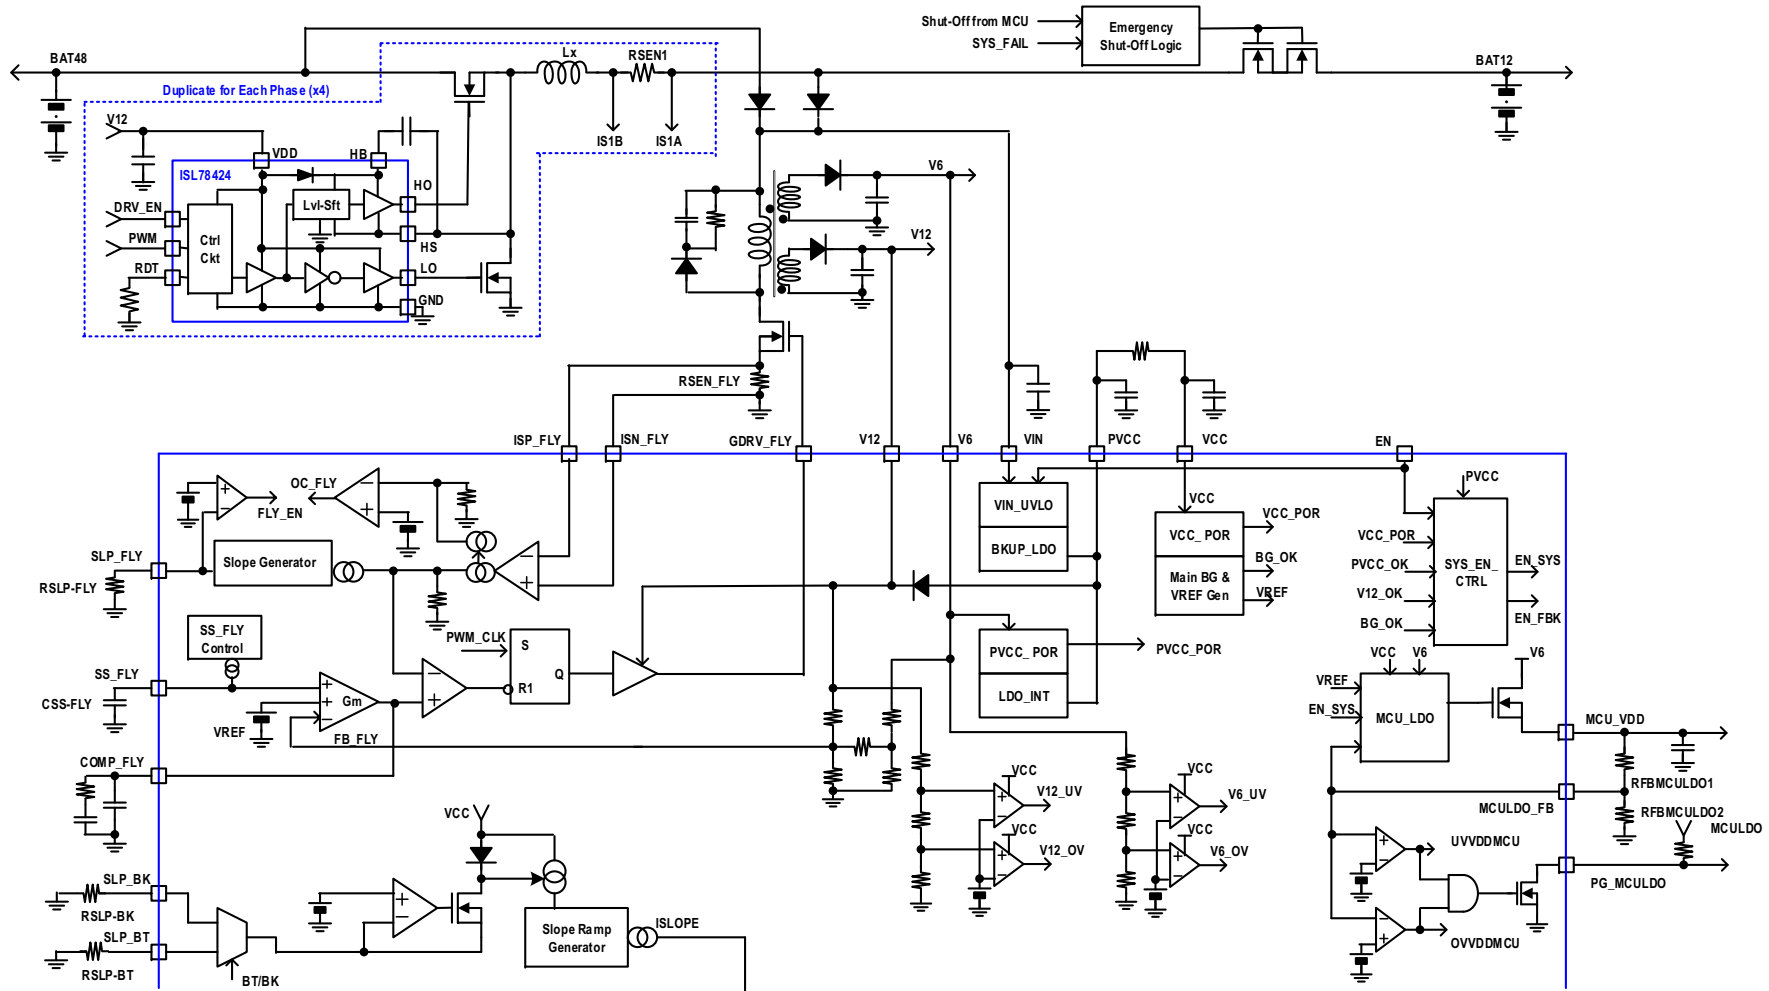 Shut-Off from MCU
SYS_FAIL
Emergency
Shut-Off Logic
BAT48
Lx
RSEN1
BAT12
Duplicate for Each Phase (x4)
V12
IS1B
IS1A
VDD
HB
ISL78424
V6
HO
DRV_EN
Lvl-Sft
PWM
Ctrl
Ckt
HS
V12
RDT
LO
GND
RSEN_FLY
ISP_FLY
ISN_FLY
GDRV_FLY
V12
V6
VIN
PVCC
VCC
EN
OC_FLY
FLY_EN
PVCC
VIN_UVLO
VCC
VCC_POR
VCC_POR
VCC_POR
SLP_FLY
Slope Generator
BKUP_LDO
BG_OK
PVCC_OK
SYS_EN_
CTRL
EN_SYS
RSLP-FLY
Main BG &
VREF Gen
VREF
V12_OK
EN_FBK
BG_OK
SS_FLY
Control
PWM_CLK
S
Q
R1
PVCC_POR
PVCC_POR
VCC
V6
V6
SS_FLY
CSS-FLY
Gm
LDO_INT
VREF
EN_SYS
MCU_LDO
VREF
FB_FLY
MCU_VDD
COMP_FLY
VCC
VCC
RFBMCULDO1
V12_UV
V6_UV
MCULDO_FB
VCC
RFBMCULDO2
VCC
VCC
MCULDO
V12_OV
V6_OV
UVVDDMCU
SLP_BK
RSLP-BK
PG_MCULDO
SLP_BT
RSLP-BT
Slope Ramp
Generator
ISLOPE
OVVDDMCU
BT/BK